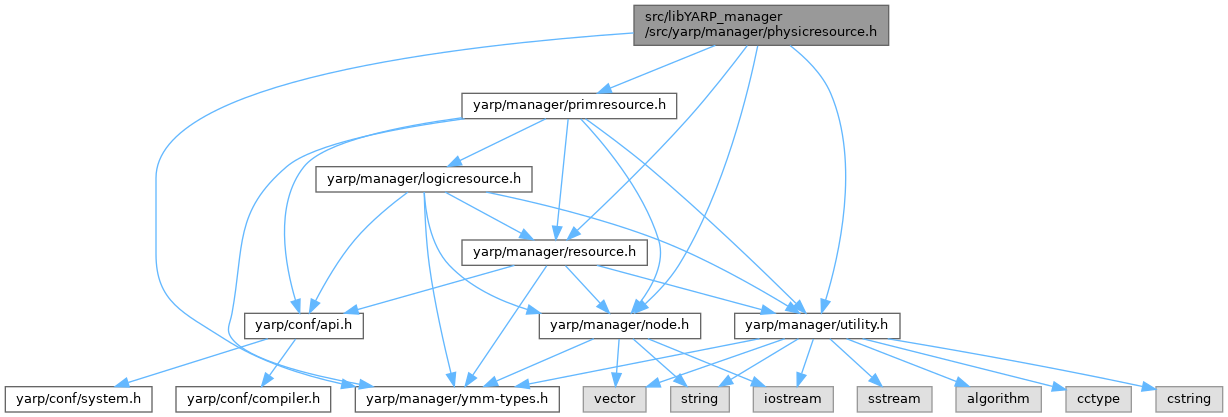 src/libYARP_manager
/src/yarp/manager/physicresource.h
yarp/manager/primresource.h
yarp/manager/logicresource.h
yarp/manager/resource.h
yarp/conf/api.h
yarp/manager/node.h
yarp/manager/utility.h
yarp/conf/system.h
yarp/conf/compiler.h
yarp/manager/ymm-types.h
vector
string
iostream
sstream
algorithm
cctype
cstring